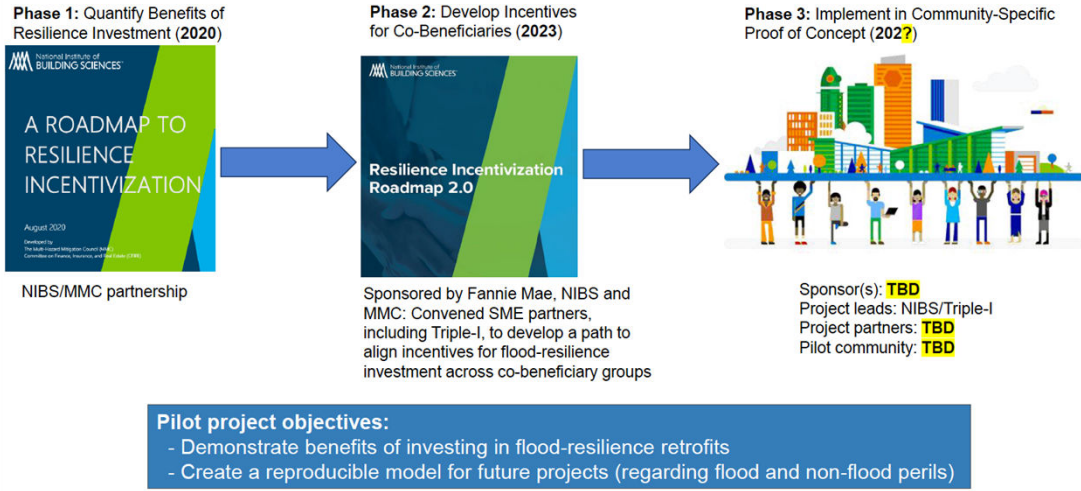 Phase 1: Quantify Benefits of
Resilience Investment (2020)
National Institute of
BUILDING SCIENCES™
A ROADMAP TO
RESILIENCE
INCENTIVIZATION
August 2020
Developed by
The Multi-Hazard Mitigation Council (MMC)
Committee on Finance, Insurance, and Real Estate (CFIRE)
NIBS/MMC partnership
Phase 2: Develop Incentives
for Co-Beneficiaries (2023)
National Institute of
BUILDING SCIENCES™
Resilience Incentivization
Roadmap 2.0
Sponsored by Fannie Mae, NIBS and
MMC: Convened SME partners,
including Triple-I, to develop a path to
align incentives for flood-resilience
investment across co-beneficiary groups
Phase 3: Implement in Community-Specific
Proof of Concept (202?)
Sponsor(s): TBD
Project leads: NIBS/Triple-I
Project partners: TBD
Pilot community: TBD
Pilot project objectives:
- Demonstrate benefits of investing in flood-resilience retrofits
- Create a reproducible model for future projects (regarding flood and non-flood perils)